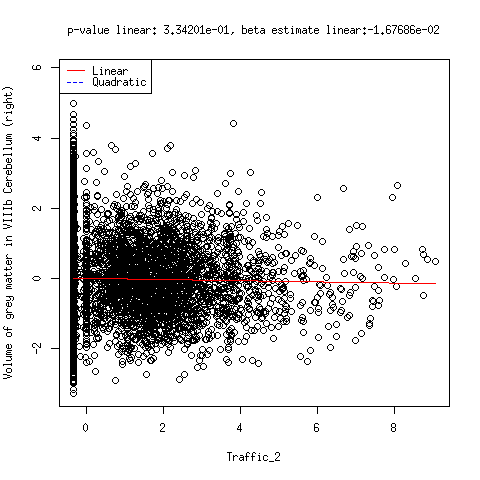 p-value linear: 3.34201e-01, beta estimate linear:-1.67686e-02
Linear
Quadratic
Volume of grey matter in VIIIb Cerebellum (right)
6
4
2
0
-2
0 2 4 6 8
Traffic_2